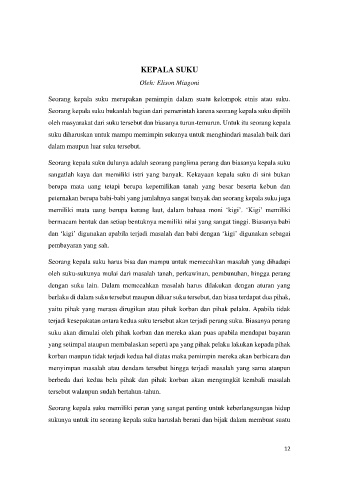 KEPALA SUKU
Oleh: Elison Miagoni
Seorang kepala suku merupakan pemimpin dalam suatu kelompok etnis atau suku.
Seorang kepala suku bukanlah bagian dari pemerintah karena seorang kepala suku dipilih
oleh masyarakat dari suku tersebut dan biasanya turun-temurun. Untuk itu seorang kepala
suku diharuskan untuk mampu memimpin sukunya untuk menghindari masalah baik dari
dalam maupun luar suku tersebut.
Seorang kepala suku dulunya adalah seorang panglima perang dan biasanya kepala suku
sangatlah kaya dan memiliki istri yang banyak. Kekayaan kepala suku di sini bukan
berupa mata uang tetapi berupa kepemilikan tanah yang besar beserta kebun dan
peternakan berupa babi-babi yang jumlahnya sangat banyak dan seorang kepala suku juga
memiliki mata uang berupa kerang laut, dalam bahasa moni ‘kigi’. ‘Kigi’ memiliki
bermacam bentuk dan setiap bentuknya memiliki nilai yang sangat tinggi. Biasanya babi
dan ‘kigi’ digunakan apabila terjadi masalah dan babi dengan ‘kigi’ digunakan sebagai
pembayaran yang sah.
Seorang kepala suku harus bisa dan mampu untuk memecahkan masalah yang dihadapi
oleh suku-sukunya mulai dari masalah tanah, perkawinan, pembunuhan, hingga perang
dengan suku lain. Dalam memecahkan masalah harus dilakukan dengan aturan yang
berlaku di dalam suku tersebut maupun diluar suku tersebut, dan biasa terdapat dua pihak,
yaitu pihak yang merasa dirugikan atau pihak korban dan pihak pelaku. Apabila tidak
terjadi kesepakatan antara kedua suku tersebut akan terjadi perang suku. Biasanya perang
suku akan dimulai oleh pihak korban dan mereka akan puas apabila mendapat bayaran
yang setimpal ataupun membalaskan seperti apa yang pihak pelaku lakukan kepada pihak
korban maupun tidak terjadi kedua hal diatas maka pemimpin mereka akan berbicara dan
menyimpan masalah atau dendam tersebut hingga terjadi masalah yang sama ataupun
berbeda dari kedua bela pihak dan pihak korban akan mengungkit kembali masalah
tersebut walaupun sudah bertahun-tahun.
Seorang kepala suku memiliki peran yang sangat penting untuk keberlangsungan hidup
sukunya untuk itu seorang kepala suku haruslah berani dan bijak dalam membuat suatu
12